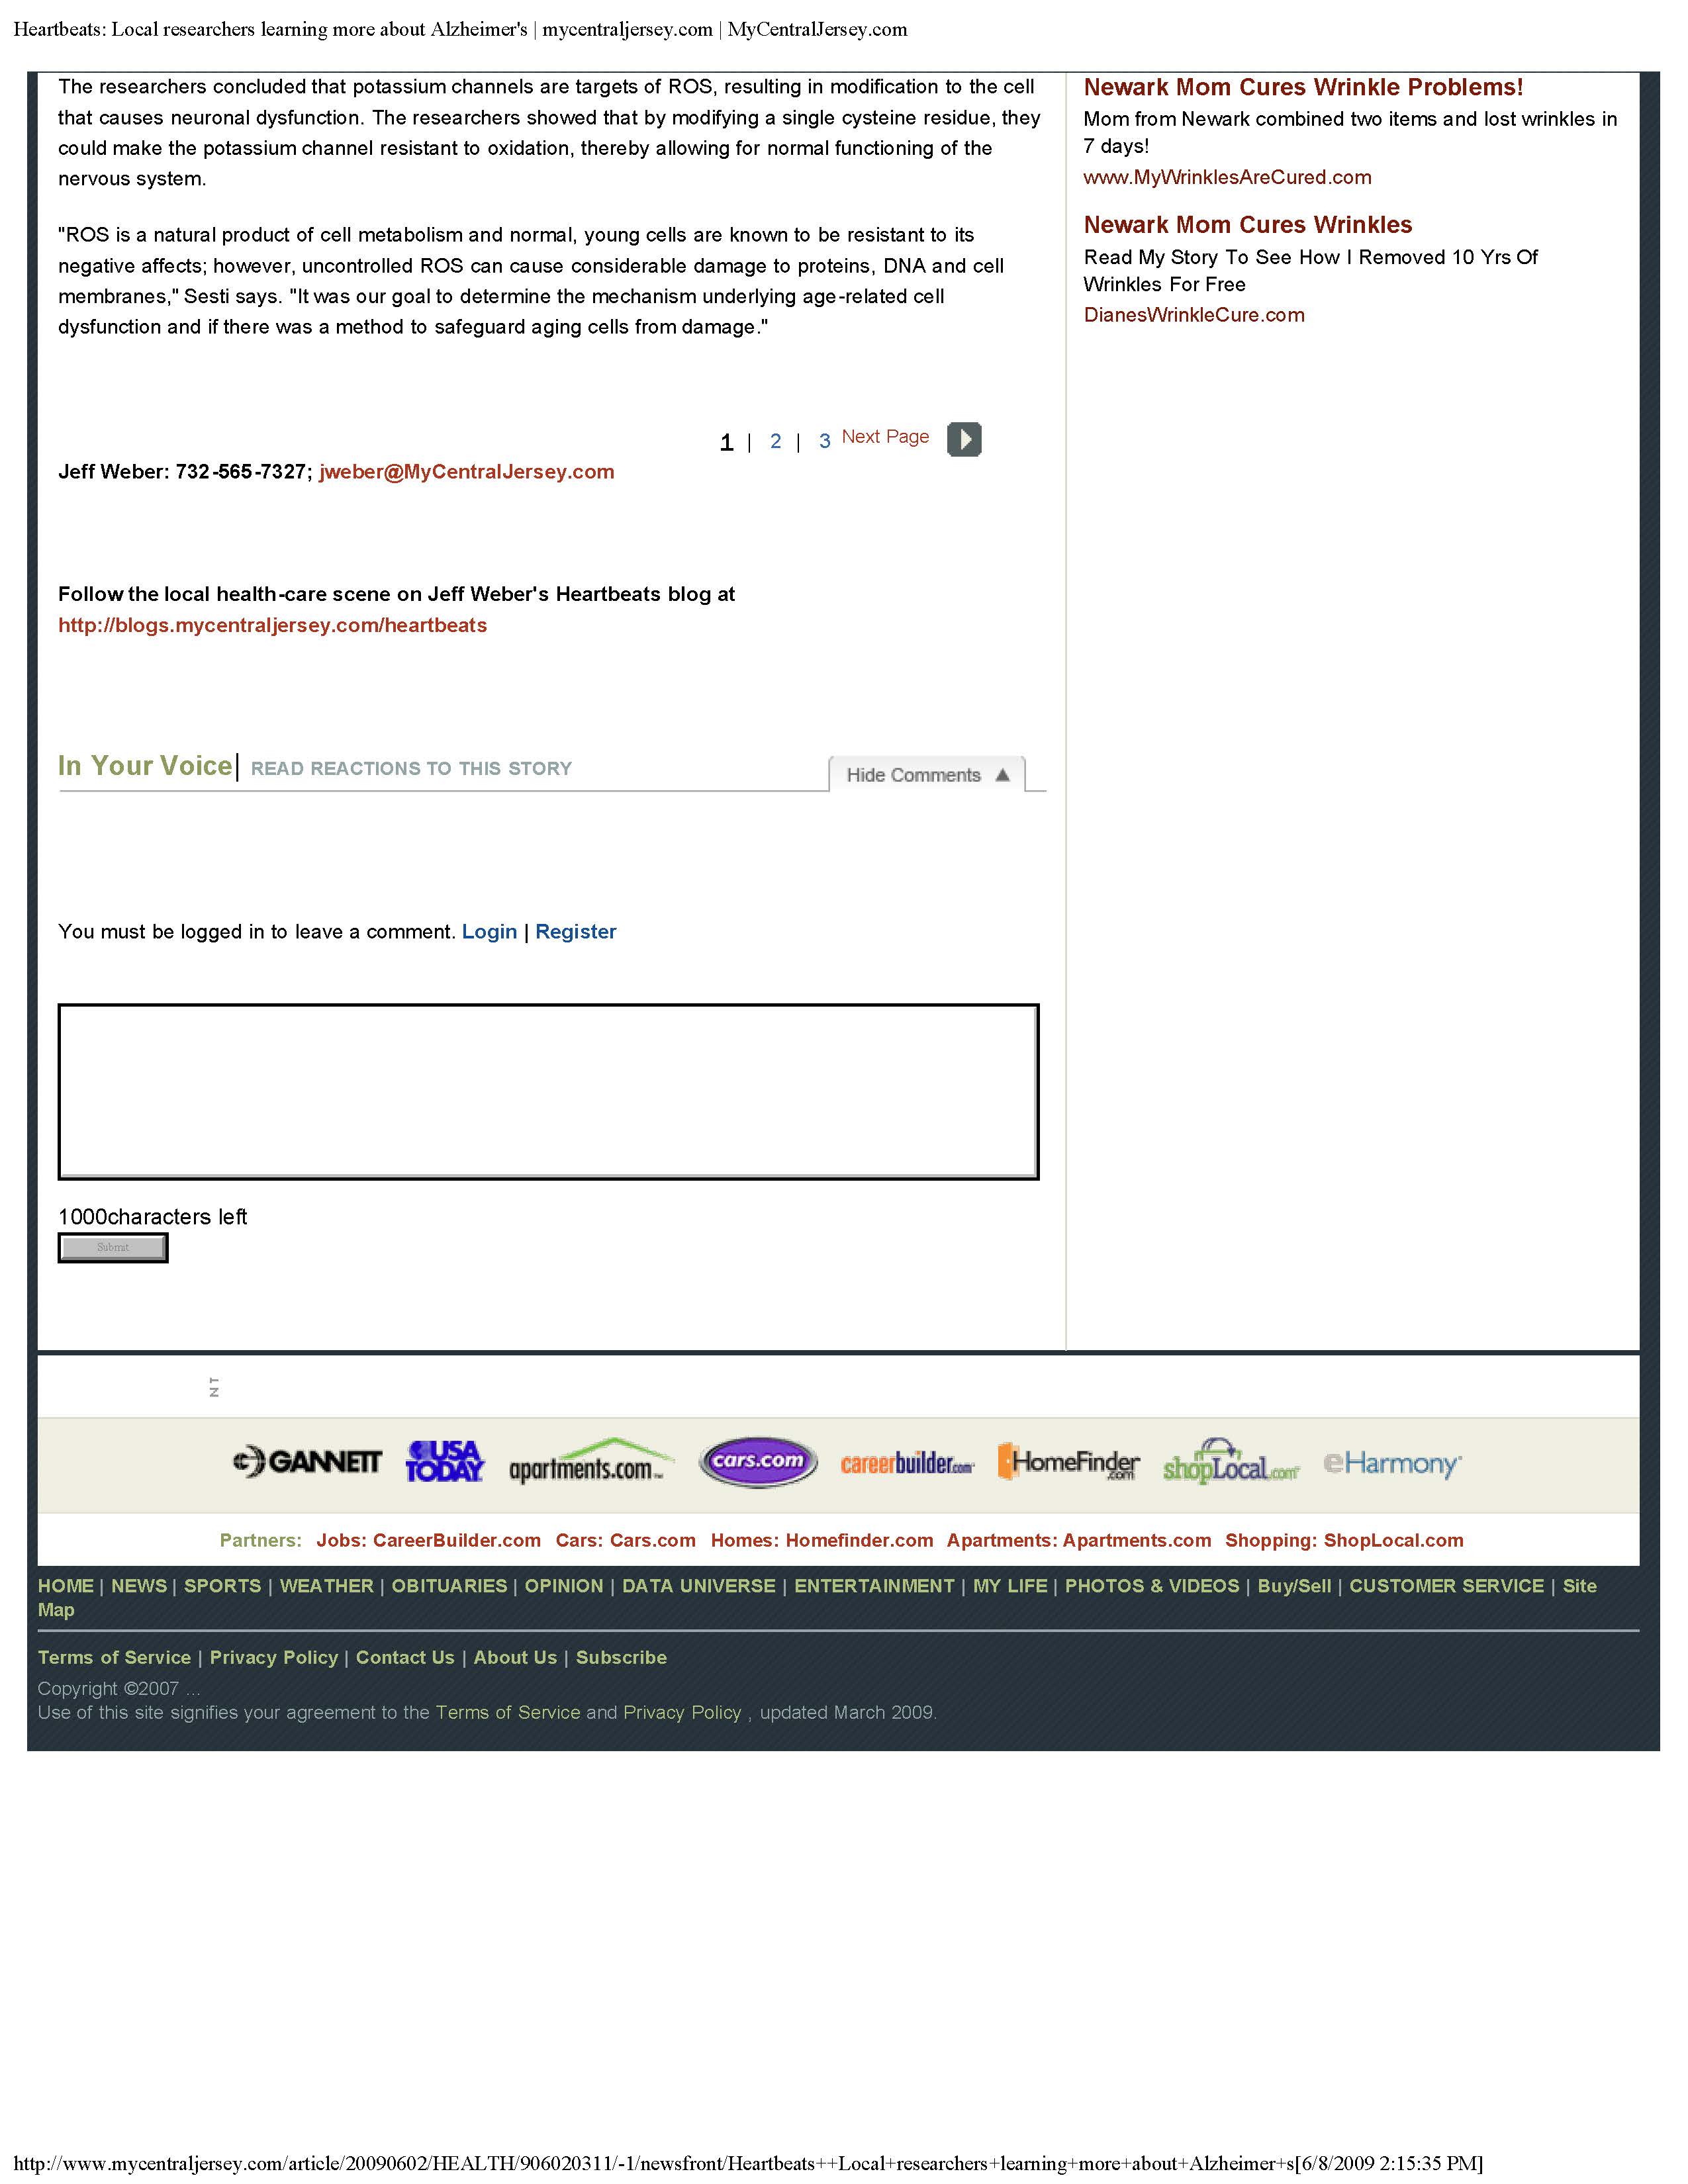 Heartbeats: Local researchers learning more about Alzheimer's | mycentraljersey.com | MyCentralJersey.com
The researchers concluded that potassium channels are targets of ROS, resulting in modification to the cell
that causes neuronal dysfunction. The researchers showed that by modifying a single cysteine residue, they
could make the potassium channel resistant to oxidation, thereby allowing for normal functioning of the
nervous system.
"ROS is a natural product of cell metabolism and normal, young cells are known to be resistant to its
negative affects; however, uncontrolled ROS can cause considerable damage to proteins, DNA and cell
membranes," Sesti says. "It was our goal to determine the mechanism underlying age-related cell
dysfunction and if there was a method to safeguard aging cells from damage."
1 | 2 | 3 Next Page
Jeff Weber: 732-565-7327; jweber@MyCentralJersey.com
Follow the local health-care scene on Jeff Weber's Heartbeats blog at
http://blogs.mycentraljersey.com/heartbeats
In Your Voice| READ REACTIONS TO THIS STORY
Hide Comments ▲
You must be logged in to leave a comment. Login | Register
1000characters left
Submit
Newark Mom Cures Wrinkle Problems!
Mom from Newark combined two items and lost wrinkles in
7 days!
www.MyWrinklesAreCured.com
Newark Mom Cures Wrinkles
Read My Story To See How I Removed 10 Yrs Of
Wrinkles For Free
DianesWrinkleCure.com
NT
GANNETT USA TODAY apartments.com cars.com careerbuilder.com HomeFinder.com shopLocal.com eHarmony
Partners: Jobs: CareerBuilder.com Cars: Cars.com Homes: Homefinder.com Apartments: Apartments.com Shopping: ShopLocal.com
HOME | NEWS | SPORTS | WEATHER | OBITUARIES | OPINION | DATA UNIVERSE | ENTERTAINMENT | MY LIFE | PHOTOS & VIDEOS | Buy/Sell | CUSTOMER SERVICE | Site
Map
Terms of Service | Privacy Policy | Contact Us | About Us | Subscribe
Copyright ©2007 ...
Use of this site signifies your agreement to the Terms of Service and Privacy Policy , updated March 2009.
http://www.mycentraljersey.com/article/20090602/HEALTH/906020311/-1/newsfront/Heartbeats++Local+researchers+learning+more+about+Alzheimer+s[6/8/2009 2:15:35 PM]